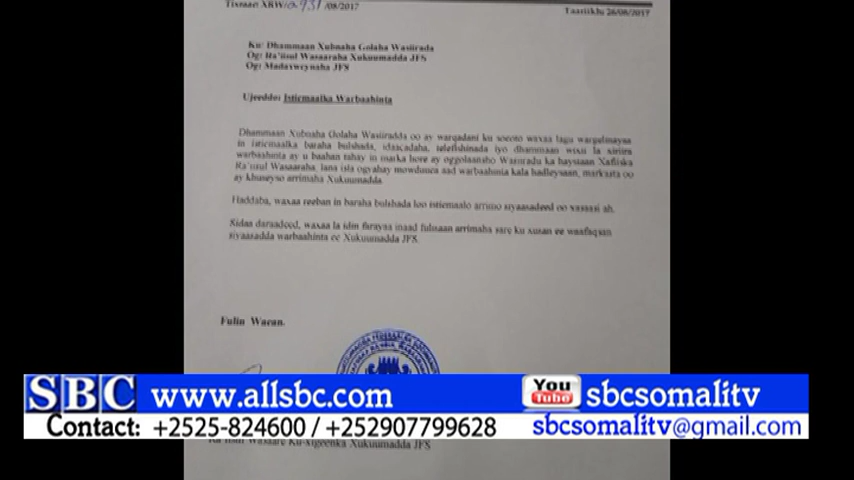 Tixraac XRW/0931/08/2017
Taariikh: 26/08/2017
Ku: Dhammaan Xubnaha Golaha Wasiirada
Og: Ra'iisul Wasaaraha Xukuumadda JFS
Og: Madaxweynaha JFS
Ujeeddo: Isticmaalka Warbaahinta
Dhammaan Xubnaha Golaha Wasiiradda oo ay warqadani ku socoto waxaa lagu wargelinayaa
in isticmaalka baraha bulshada, idaacadaha, telefishinada iyo dhammaan wixii la xiriira
warbaahinta ay u baahan tahay in marka hore ay oggolaansho Wasiiradu ka haystaan Xafiiska
Ra'iisul Wasaaraha, lana isla ogyahay mowduuca aad warbaahinta kala hadleysaan, markasta oo
ay khuseyso arrimaha Xukuumadda.
Haddaba, waxaa reeban in baraha bulshada loo isticmaalo arrimo siyaasadeed oo xasaasi ah.
Sidaa daraadeed, waxaa la idin farayaa inaad fulisaan arrimaha sare ku xusan ee waafaqsan
siyaasadda warbaahinta ee Xukuumadda JFS.
Fulin Wacan.
SBC www.allsbc.com
You Tube sbcsomalitv
Contact: +2525-824600 / +252907799628
sbcsomalitv@gmail.com
Ra'iisul Wasaare Ku-Xigeenka Xukuumadda JFS